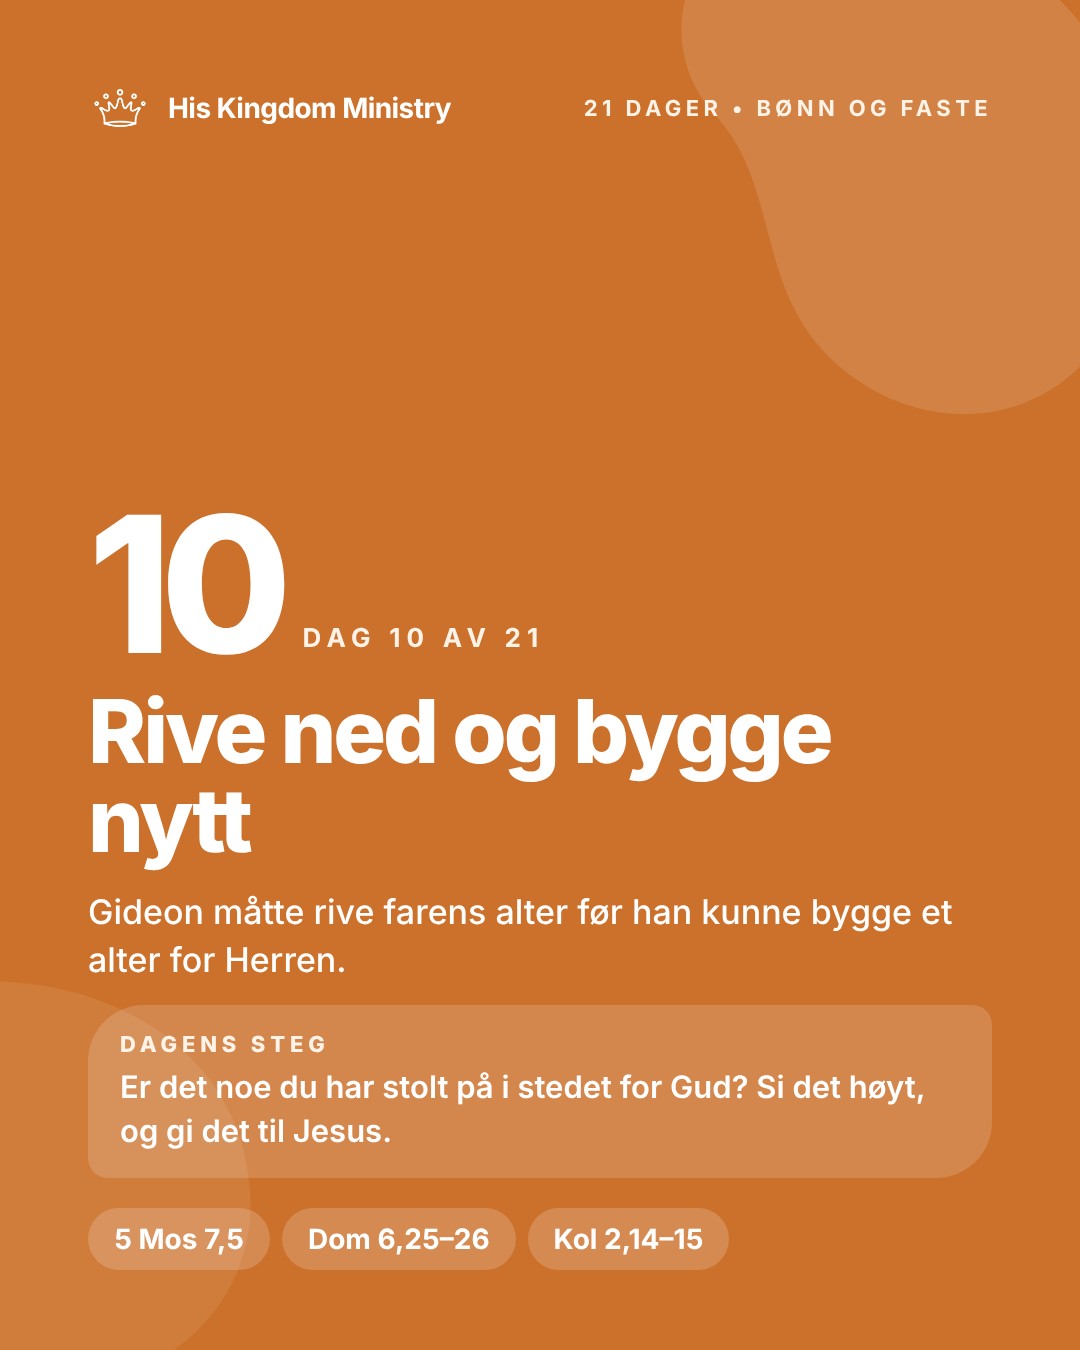 His Kingdom Ministry
21 DAGER • BØNN OG FASTE
10
DAG 10 AV 21
Rive ned og bygge
nytt
Gideon måtte rive farens alter før han kunne bygge et
alter for Herren.
DAGENS STEG
Er det noe du har stolt på i stedet for Gud? Si det høyt,
og gi det til Jesus.
5 Mos 7,5
Dom 6,25–26
Kol 2,14–15